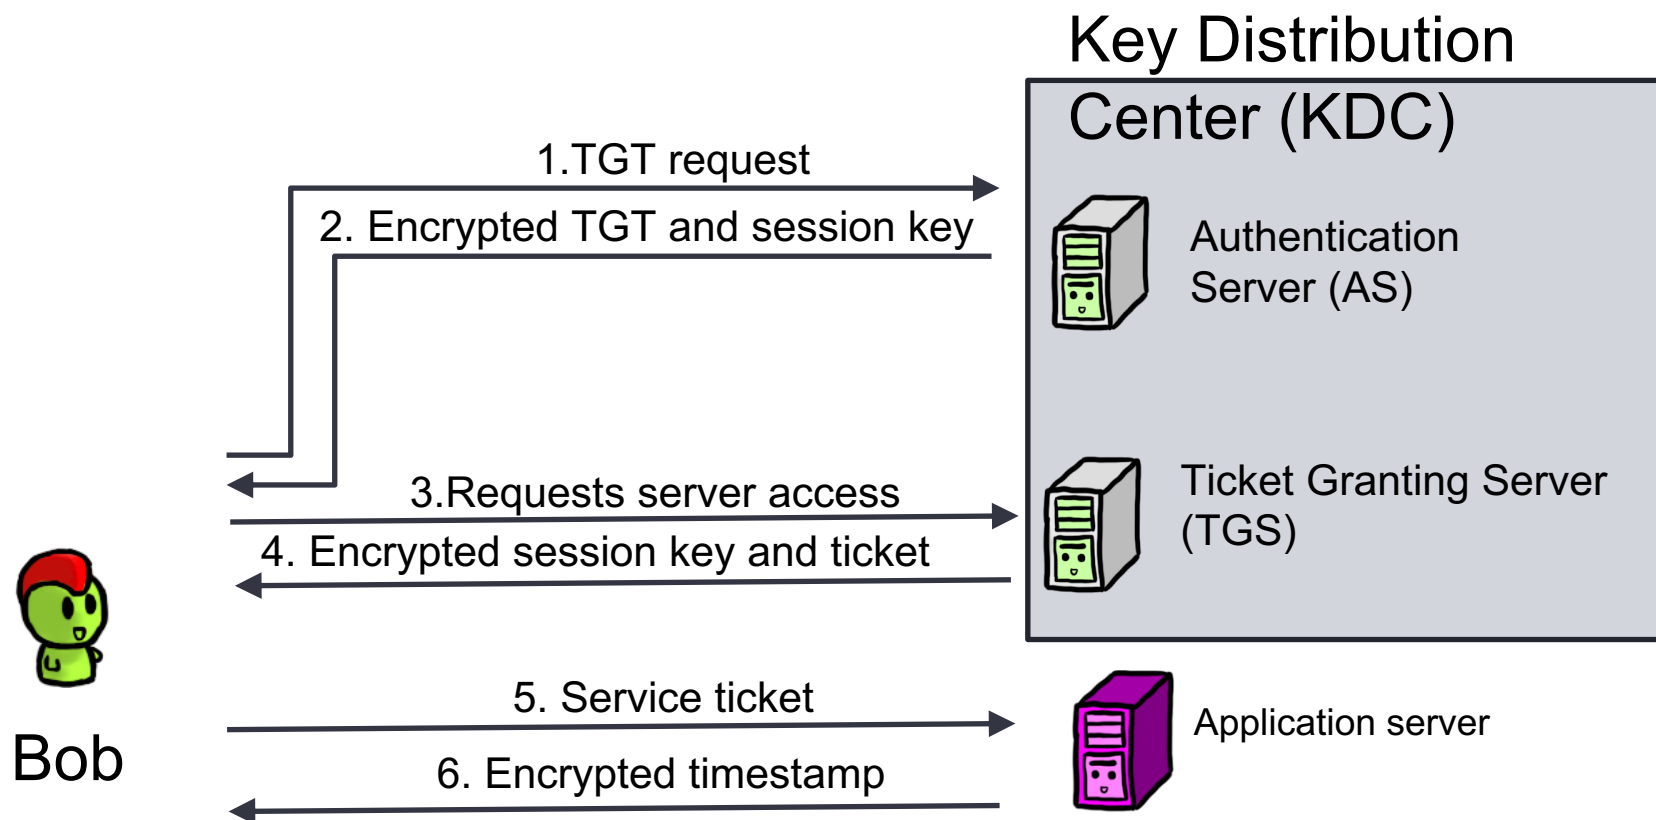 Key Distribution
Center (KDC)
1.TGT request
2. Encrypted TGT and session key
Authentication
Server (AS)
3.Requests server access
4. Encrypted session key and ticket
Ticket Granting Server
(TGS)
5. Service ticket
6. Encrypted timestamp
Application server
Bob